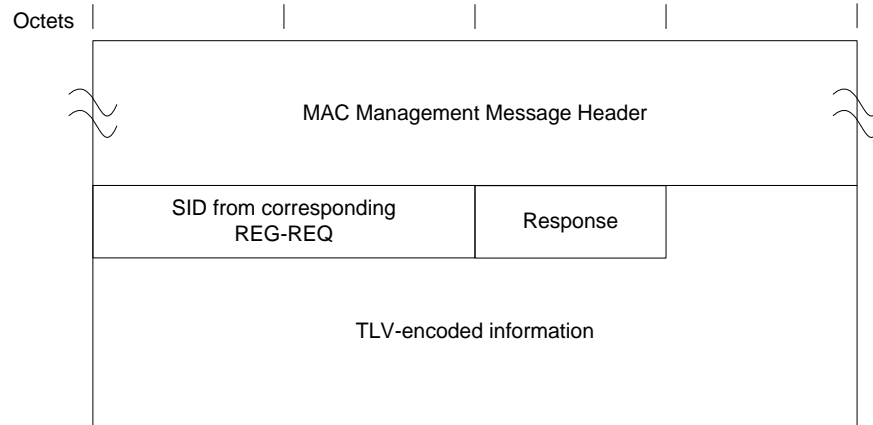 Octets
MAC Management Message Header
SID from corresponding
REG-REQ
Response
TLV-encoded information